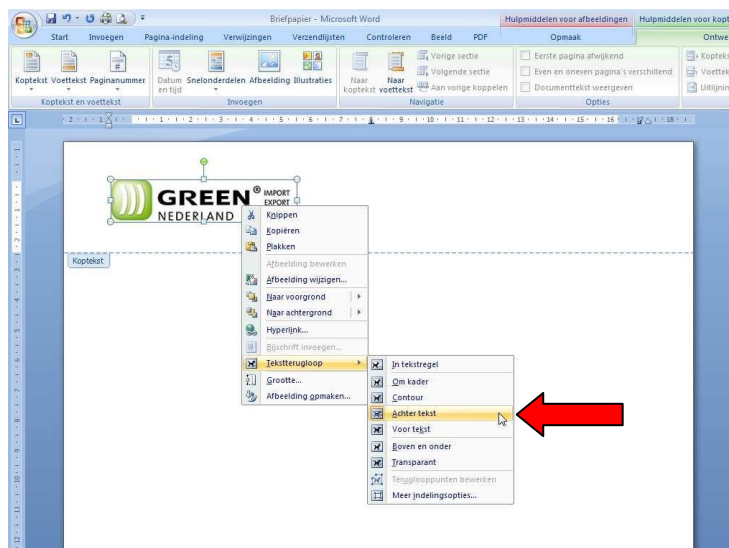 Briefpapier - Microsoft Word
Hulpmiddelen voor afbeeldingen
Hulpmiddelen voor kopt
Start Invoegen Pagina-indeling Verwijzingen Verzendlijsten Controleren Beeld PDF Opmaak Ontwe
Koptekst Voettekst Paginanummer
Koptekst en voettekst
Datum en tijd
Snelonderdelen Afbeelding Illustraties
Invoegen
Naar koptekst
Naar voettekst
Vorige sectie
Volgende sectie
Aan vorige koppelen
Navigatie
Eerste pagina afwijkend
Even en oneven pagina's verschillend
Documenttekst weergeven
Opties
Koptek
Voettek
Uitlijnin
GREEN® IMPORT
EXPORT
NEDERLAND
Koptekst
Knippen
Kopiëren
Plakken
Afbeelding bewerken
Afbeelding wijzigen...
Naar voorgrond
Naar achtergrond
Hyperlink...
Bijschrift invoegen...
Tekstterugloop
Grootte...
Afbeelding opmaken...
In tekstregel
Om kader
Contour
Achter tekst
Voor tekst
Boven en onder
Transparant
Terugslooppunten bewerken
Meer indelingsopties...